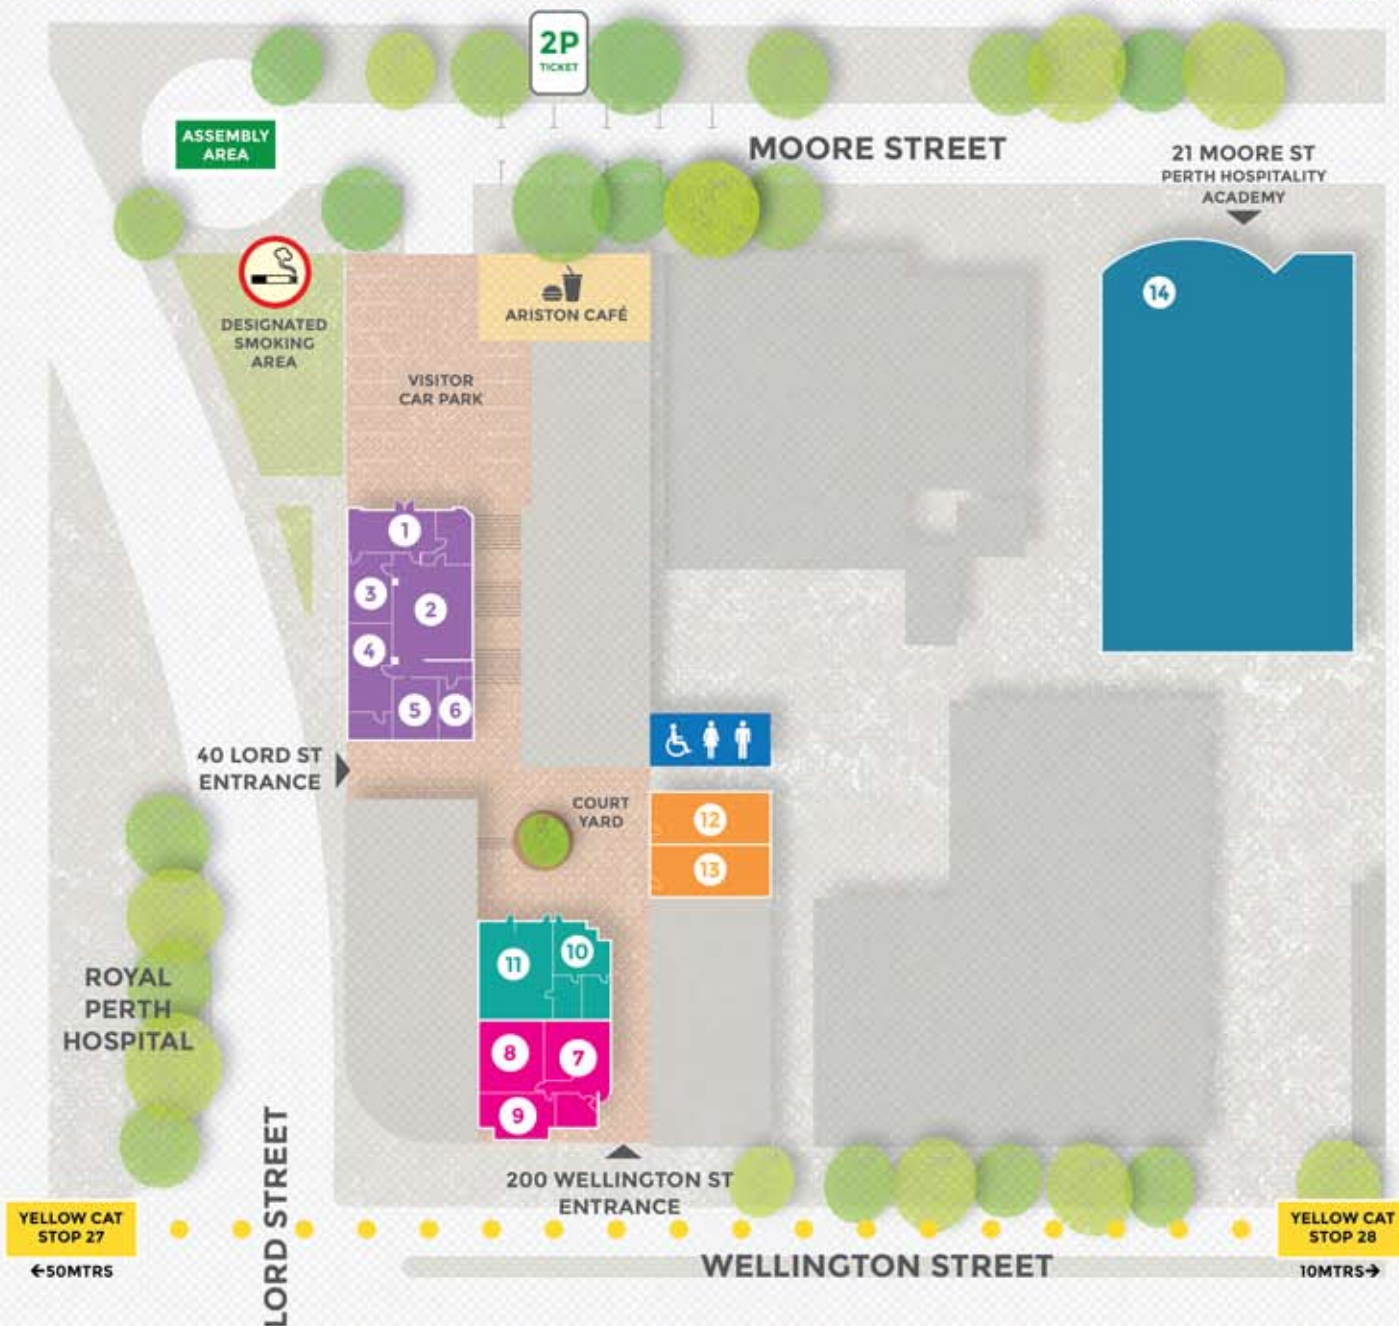 2P
TICKET
ASSEMBLY
AREA
MOORE STREET
21 MOORE ST
PERTH HOSPITALITY
ACADEMY
14
ARISTON CAFÉ
DESIGNATED
SMOKING
AREA
VISITOR
CAR PARK
1
3
2
4
5
6
40 LORD ST
ENTRANCE
COURT
YARD
12
13
11
10
ROYAL
PERTH
HOSPITAL
8
7
9
LORD STREET
200 WELLINGTON ST
ENTRANCE
YELLOW CAT
STOP 27
←50MTRS
WELLINGTON STREET
YELLOW CAT
STOP 28
10MTRS→